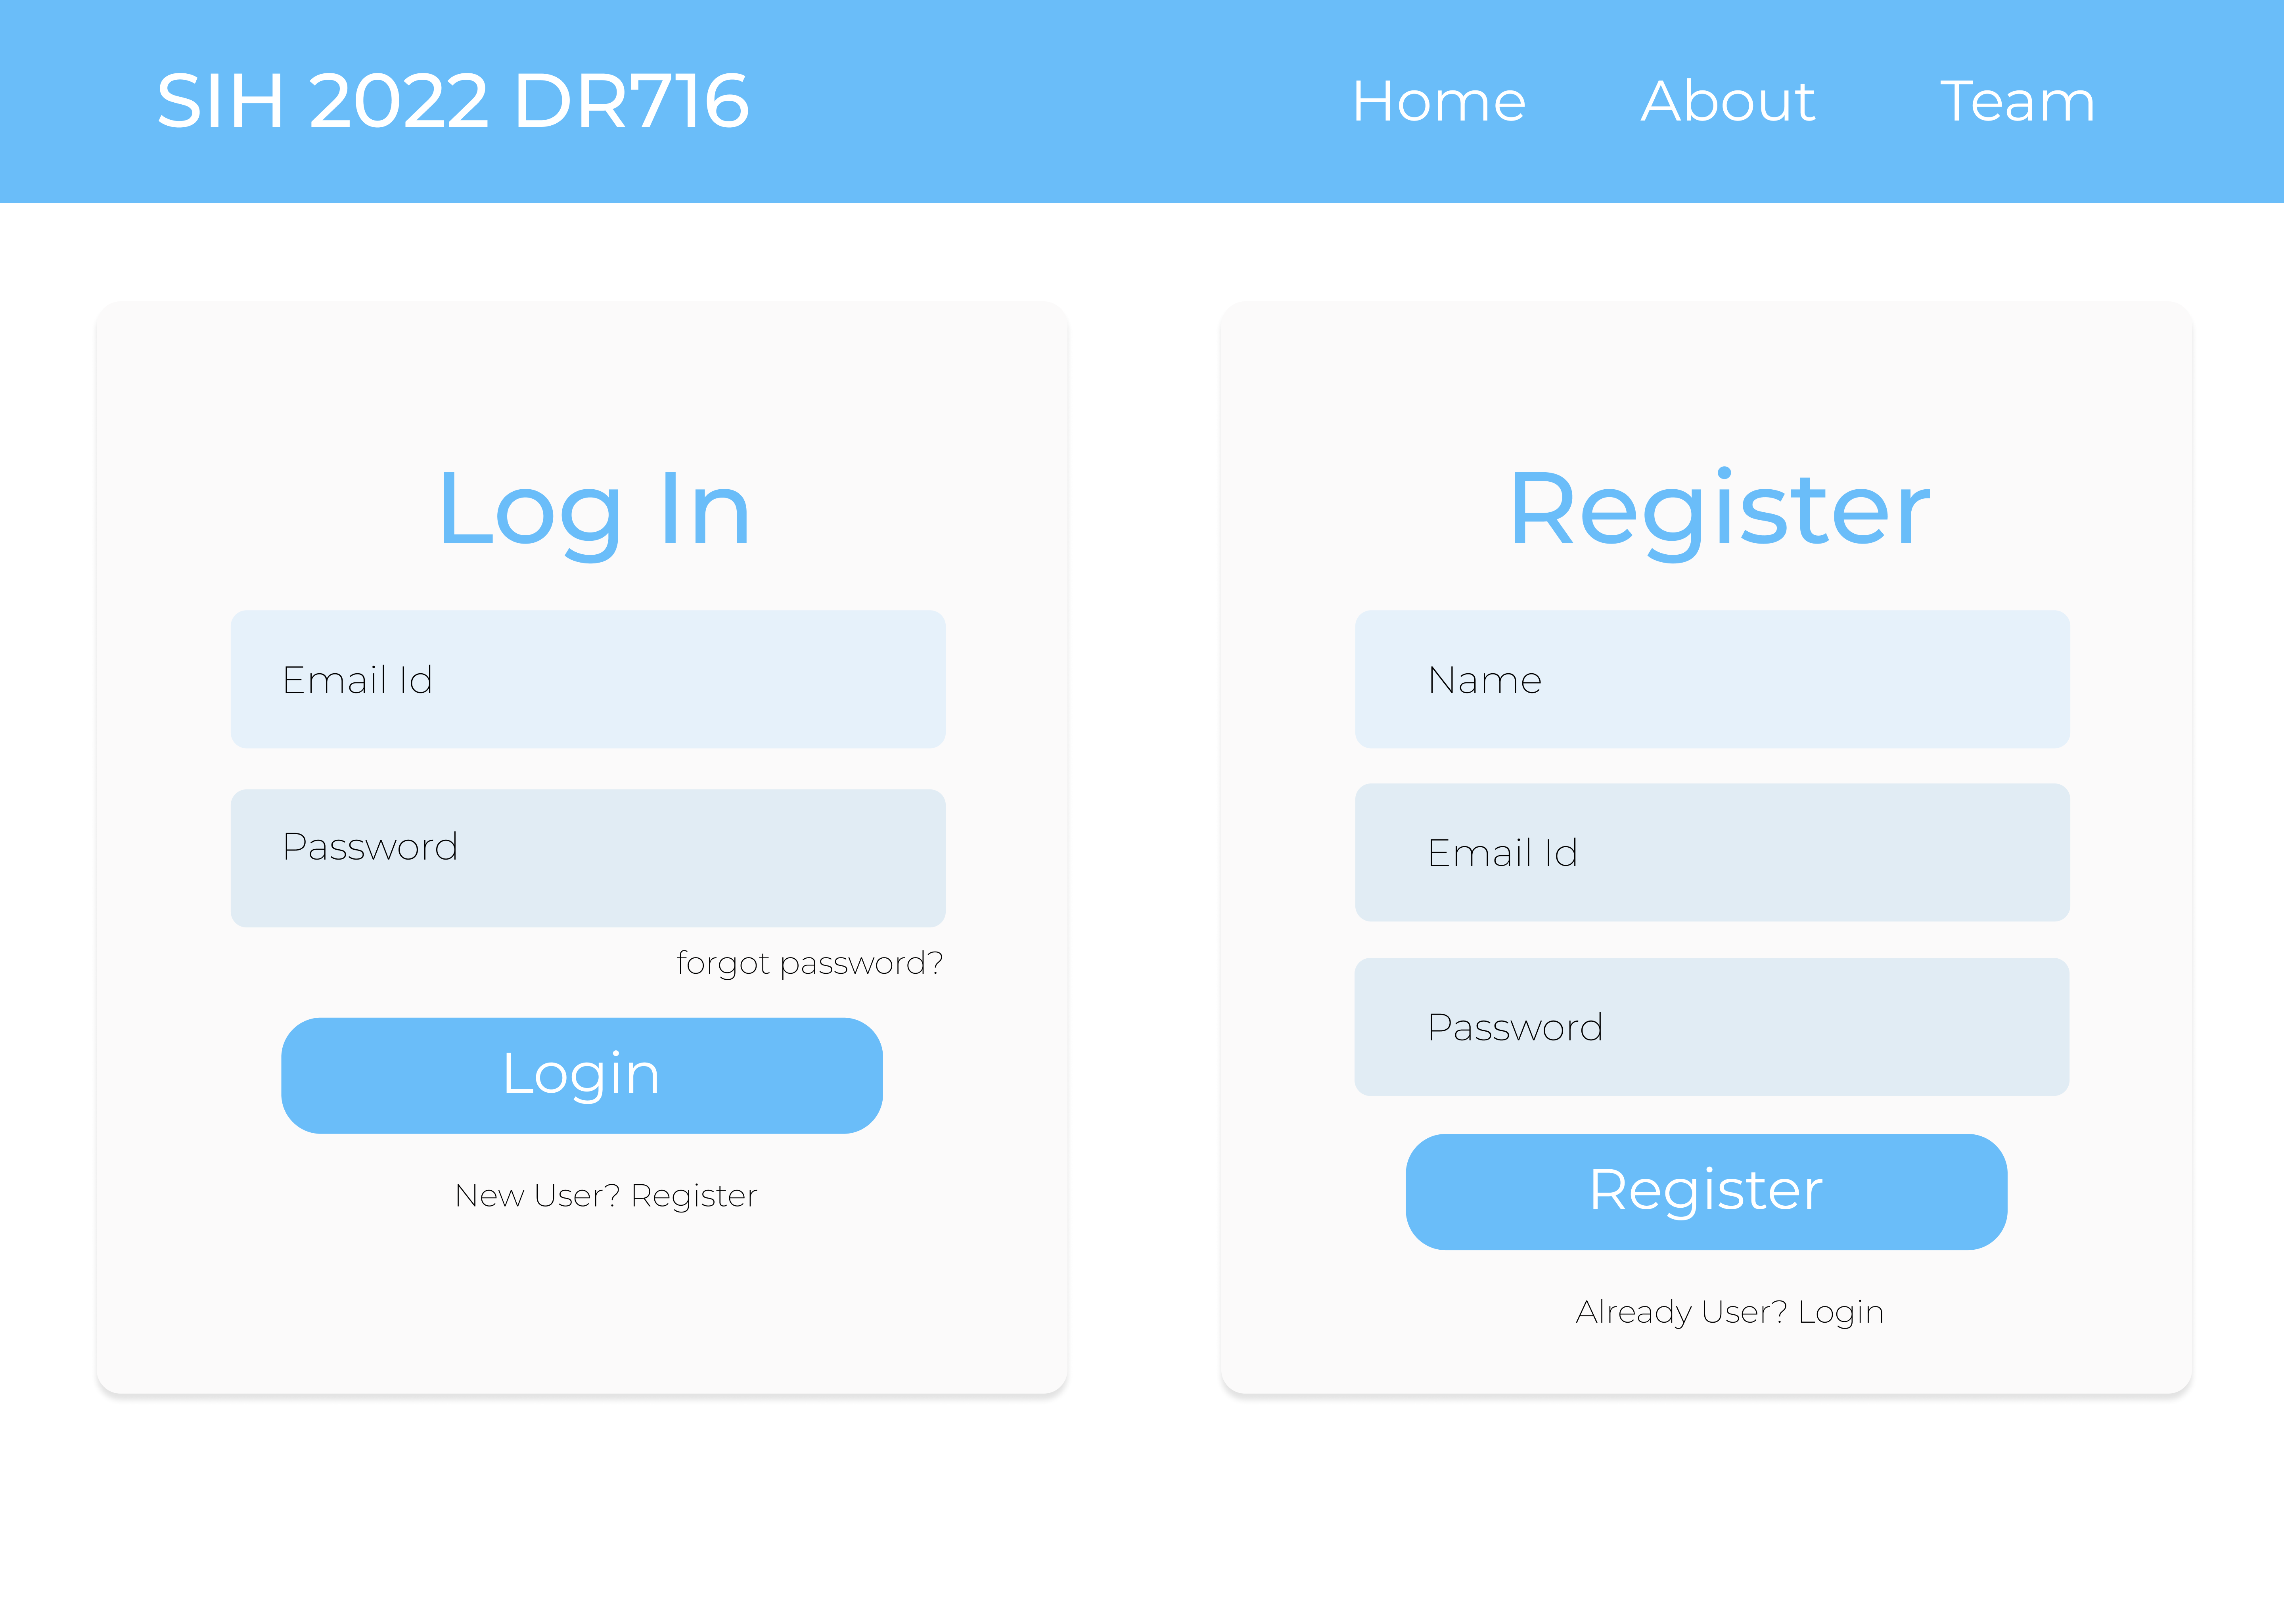 SIH 2022 DR716
Home About Team
Log In
Email Id
Password
forgot password?
Login
New User? Register
Register
Name
Email Id
Password
Register
Already User? Login